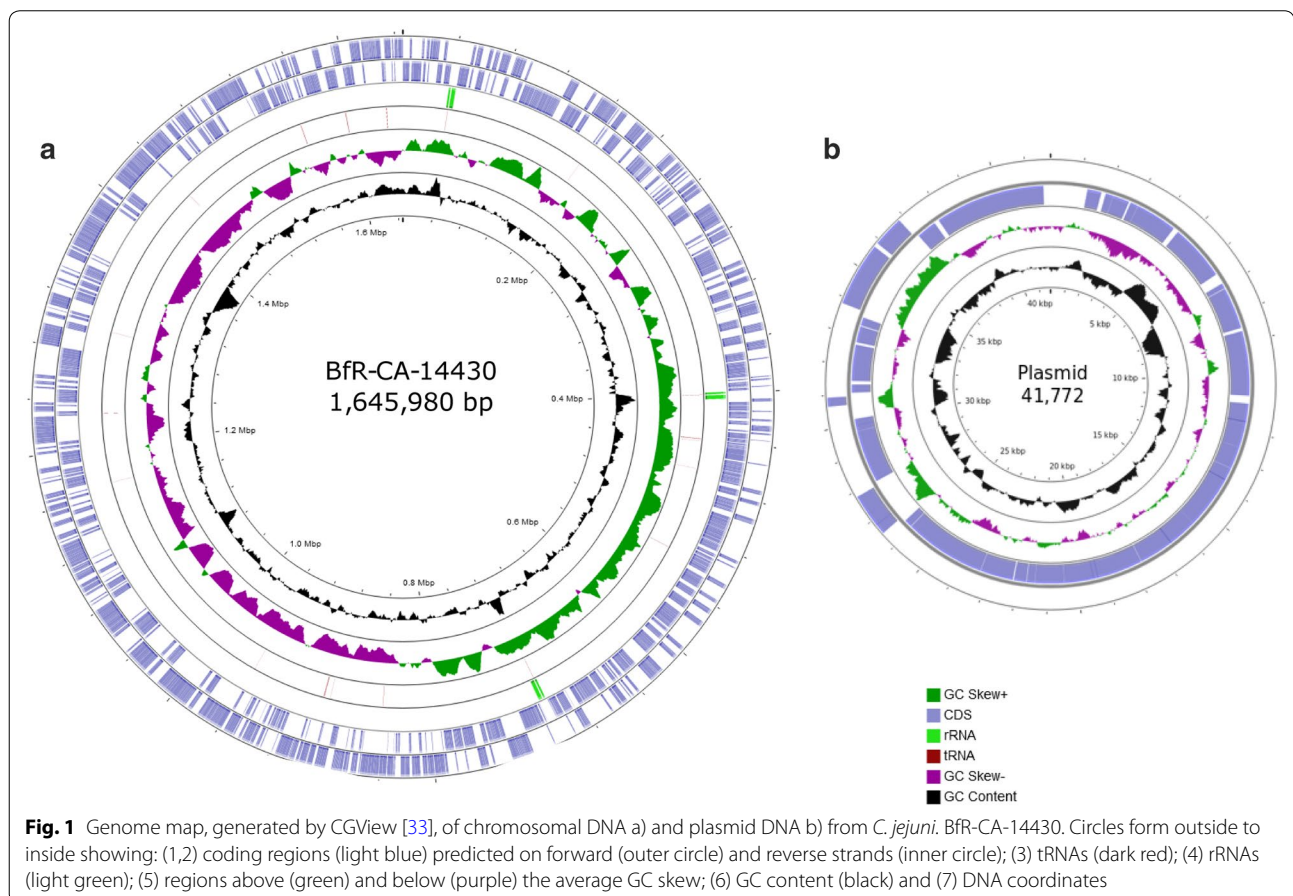 a
1.6 Mbp
0.2 Mbp
1.4 Mbp
BfR-CA-14430
1,645,980 bp
0.4 Mbp
1.2 Mbp
0.6 Mbp
1.0 Mbp
0.8 Mbp
b
40 kbp
5 kbp
35 kbp
Plasmid
41,772
10 kbp
30 kbp
15 kbp
25 kbp
20 kbp
GC Skew+
CDS
rRNA
tRNA
GC Skew-
GC Content
Fig. 1 Genome map, generated by CGView [33], of chromosomal DNA a) and plasmid DNA b) from C. jejuni. BfR-CA-14430. Circles form outside to
inside showing: (1,2) coding regions (light blue) predicted on forward (outer circle) and reverse strands (inner circle); (3) tRNAs (dark red); (4) rRNAs
(light green); (5) regions above (green) and below (purple) the average GC skew; (6) GC content (black) and (7) DNA coordinates